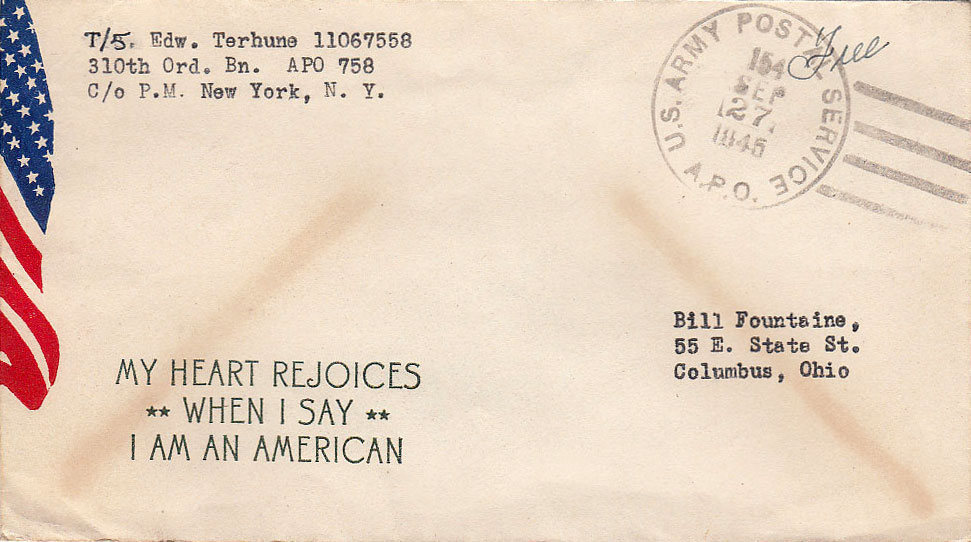 T/5. Edw. Terhune 11067558
310th Ord. Bn. APO 758
C/o P.M. New York, N. Y.
U.S. ARMY POSTAL SERVICE
A.P.O.
154
SEP
27
1945
Free
Bill Fountaine,
55 E. State St.
Columbus, Ohio
MY HEART REJOICES
** WHEN I SAY **
I AM AN AMERICAN